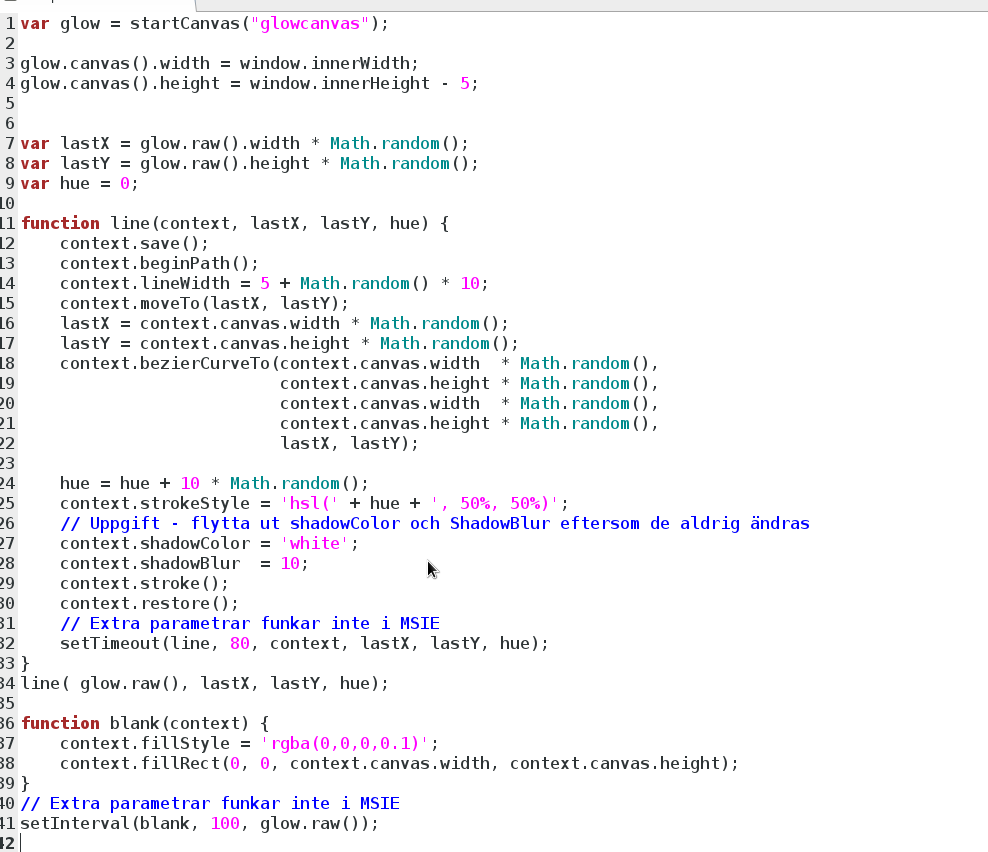 1 var glow = startCanvas("glowcanvas");
2
3 glow.canvas().width = window.innerWidth;
4 glow.canvas().height = window.innerHeight - 5;
5
6
7 var lastX = glow.raw().width * Math.random();
8 var lastY = glow.raw().height * Math.random();
9 var hue = 0;
10
11 function line(context, lastX, lastY, hue) {
12     context.save();
13     context.beginPath();
14     context.lineWidth = 5 + Math.random() * 10;
15     context.moveTo(lastX, lastY);
16     lastX = context.canvas.width * Math.random();
17     lastY = context.canvas.height * Math.random();
18     context.bezierCurveTo(context.canvas.width  * Math.random(),
19                           context.canvas.height * Math.random(),
20                           context.canvas.width  * Math.random(),
21                           context.canvas.height * Math.random(),
22                           lastX, lastY);
23
24     hue = hue + 10 * Math.random();
25     context.strokeStyle = 'hsl(' + hue + ', 50%, 50%)';
26     // Uppgift - flytta ut shadowColor och ShadowBlur eftersom de aldrig ändras
27     context.shadowColor = 'white';
28     context.shadowBlur  = 10;
29     context.stroke();
30     context.restore();
31     // Extra parametrar funkar inte i MSIE
32     setTimeout(line, 80, context, lastX, lastY, hue);
33 }
34 line( glow.raw(), lastX, lastY, hue);
35
36 function blank(context) {
37     context.fillStyle = 'rgba(0,0,0,0.1)';
38     context.fillRect(0, 0, context.canvas.width, context.canvas.height);
39 }
40 // Extra parametrar funkar inte i MSIE
41 setInterval(blank, 100, glow.raw());
42